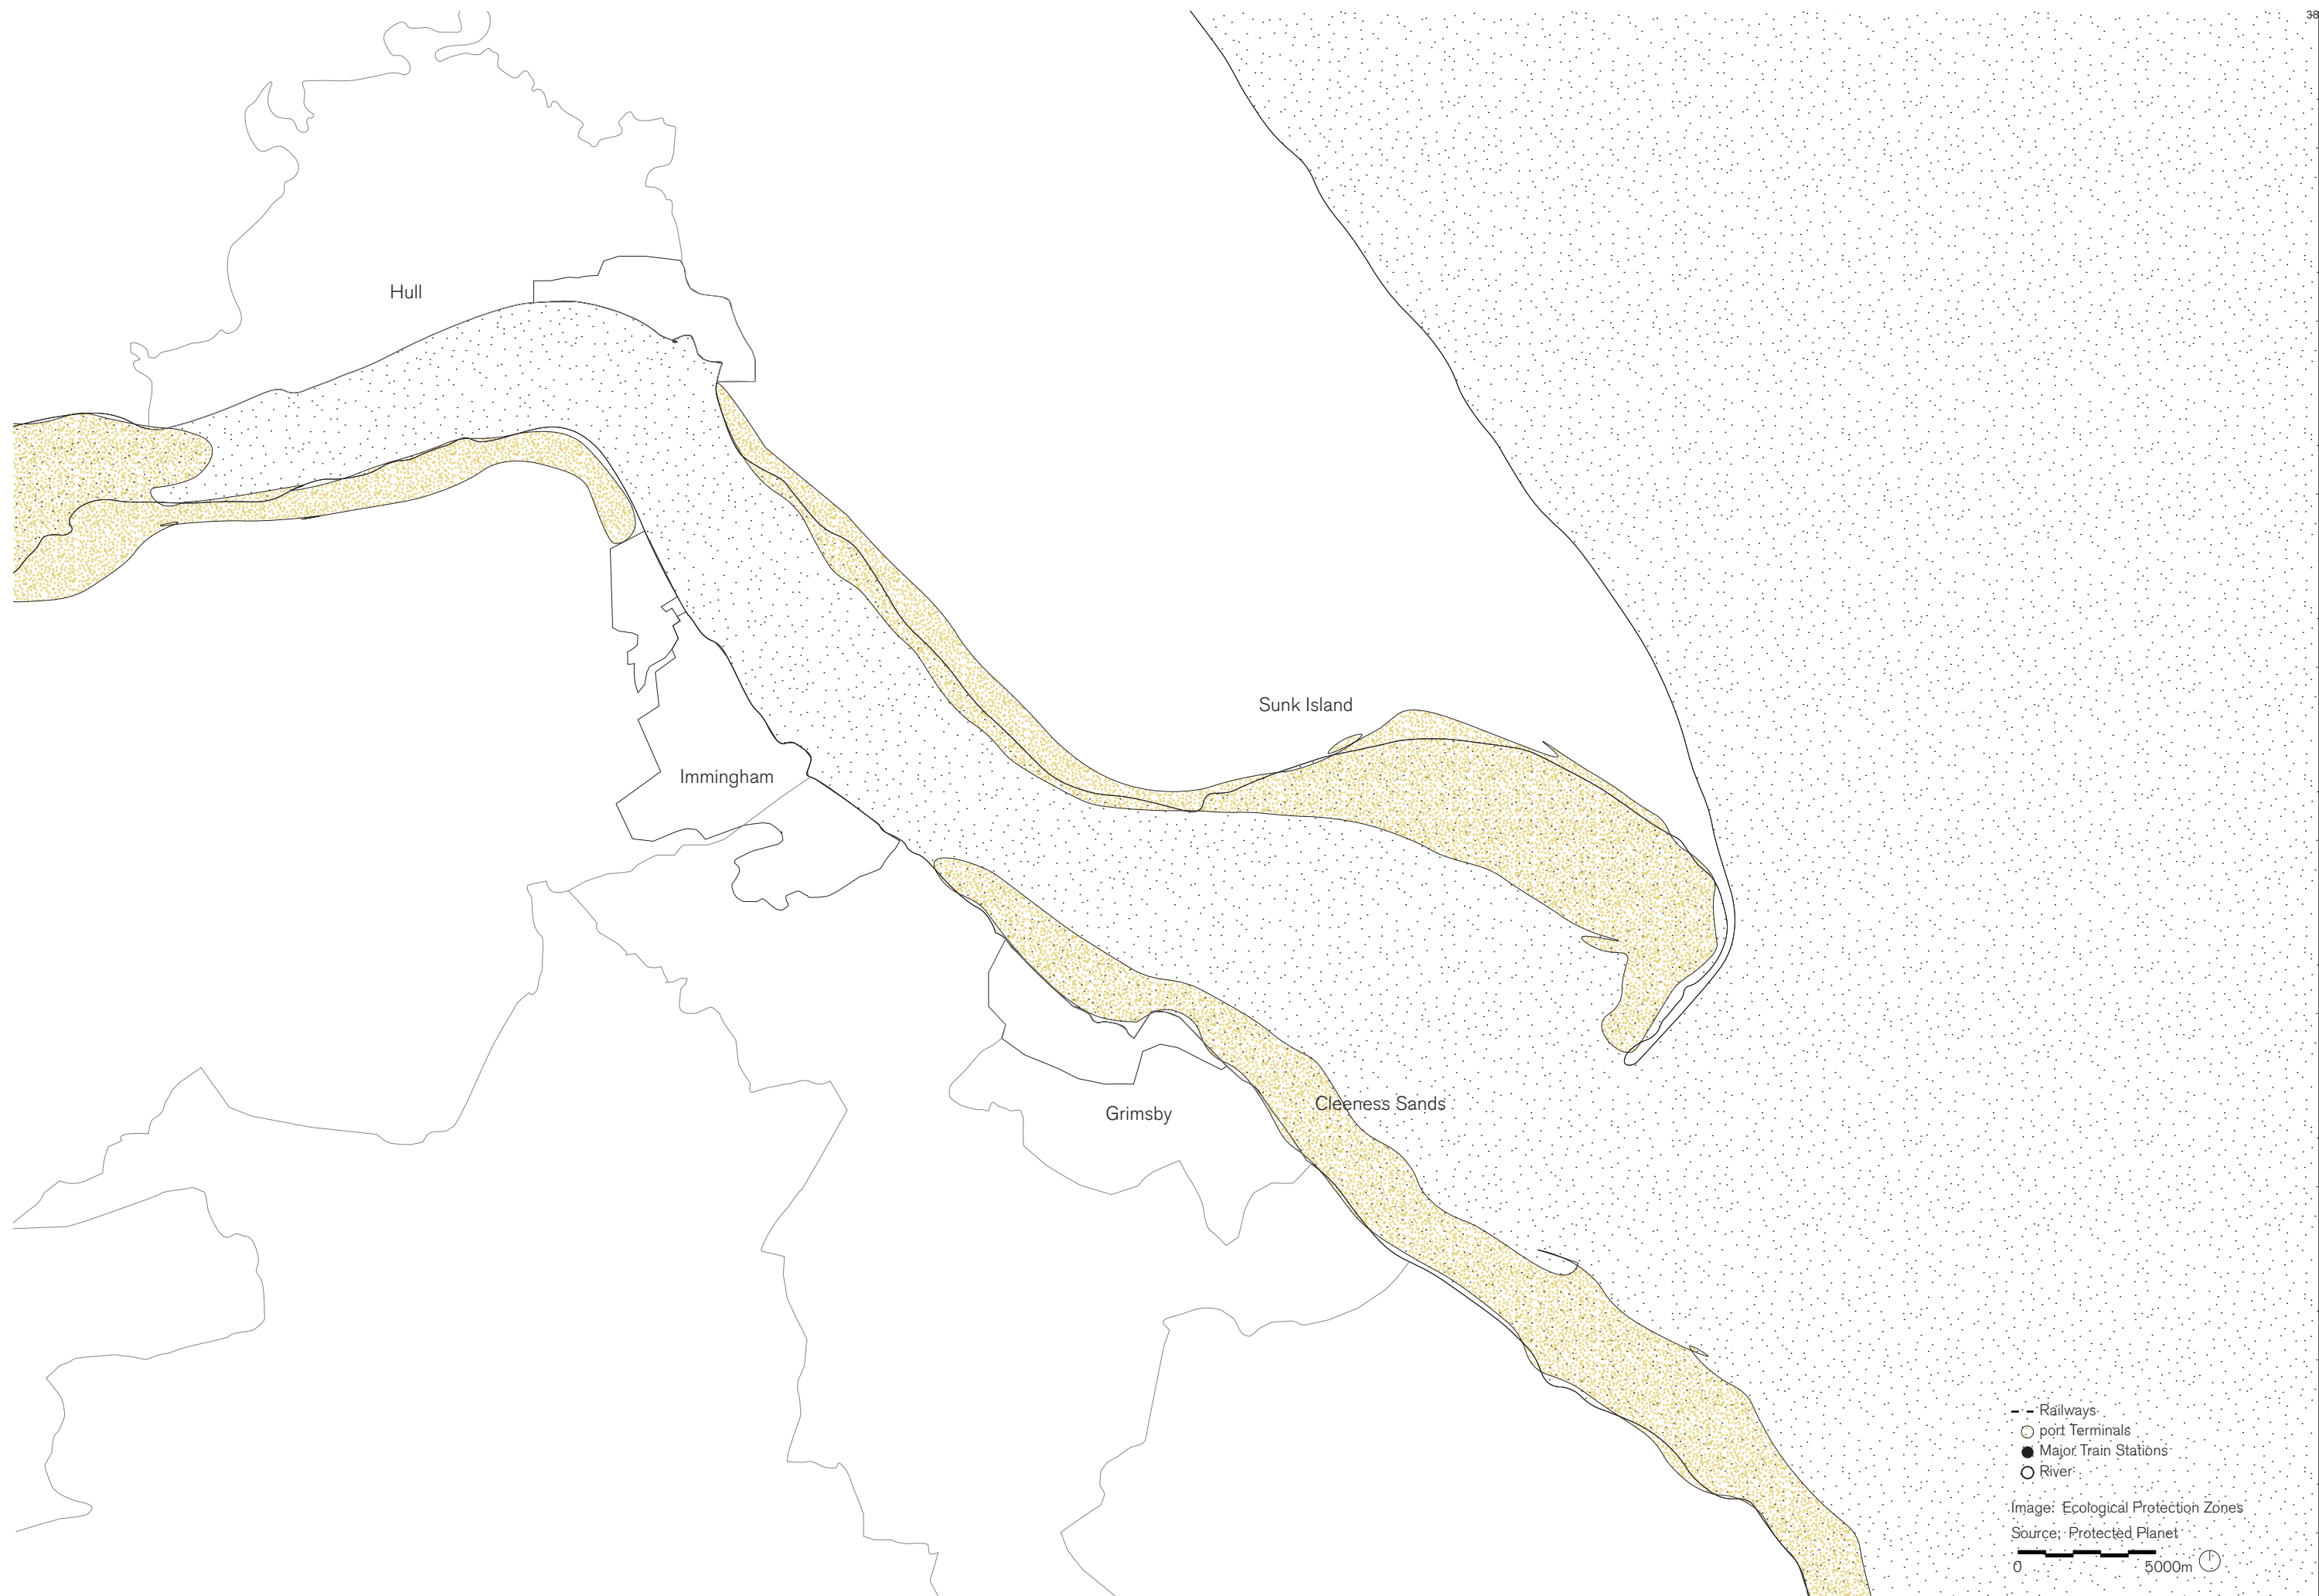 38
Hull
Sunk Island
Immingham
Cleeness Sands
Grimsby
Railways
port Terminals
Major Train Stations
River
Image: Ecological Protection Zones
Source: Protected Planet
0 5000m